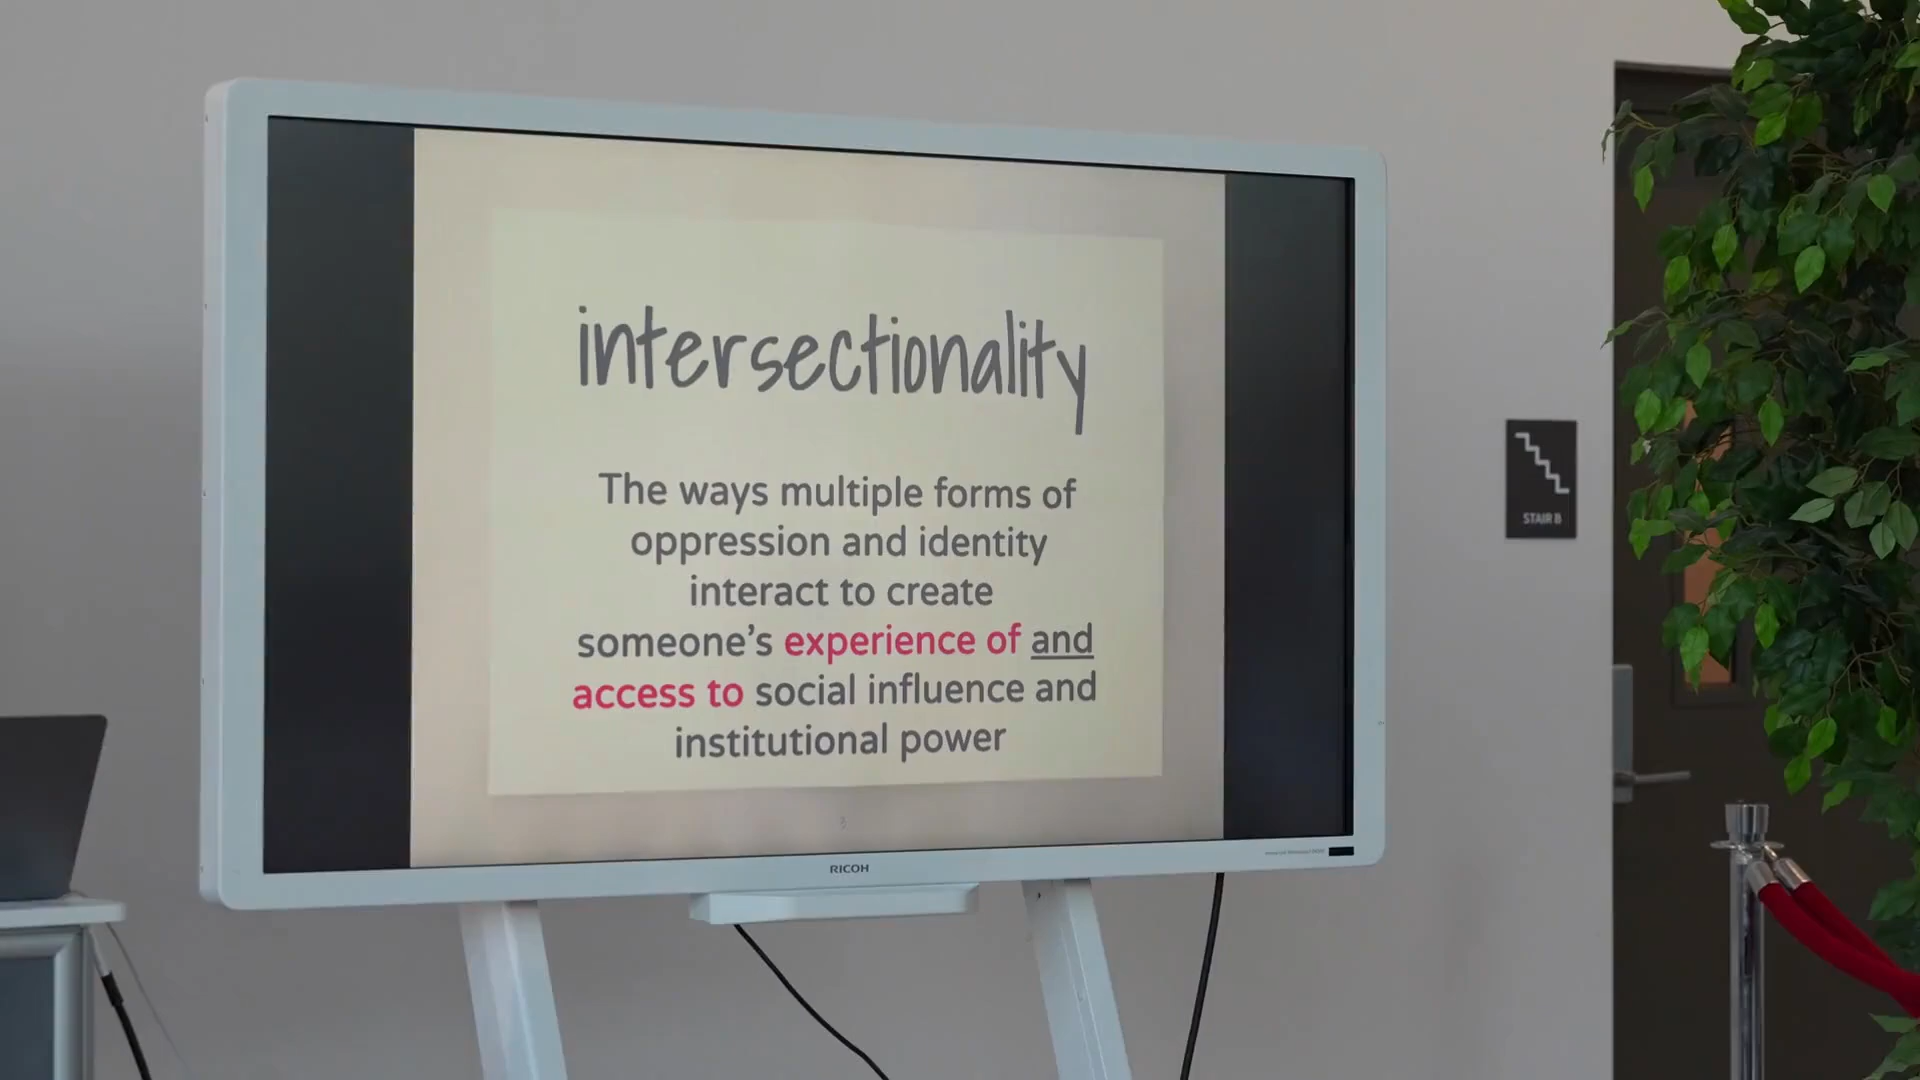 intersectionality
The ways multiple forms of
oppression and identity
interact to create
someone's experience of and
access to social influence and
institutional power
RICOH
STAIR B